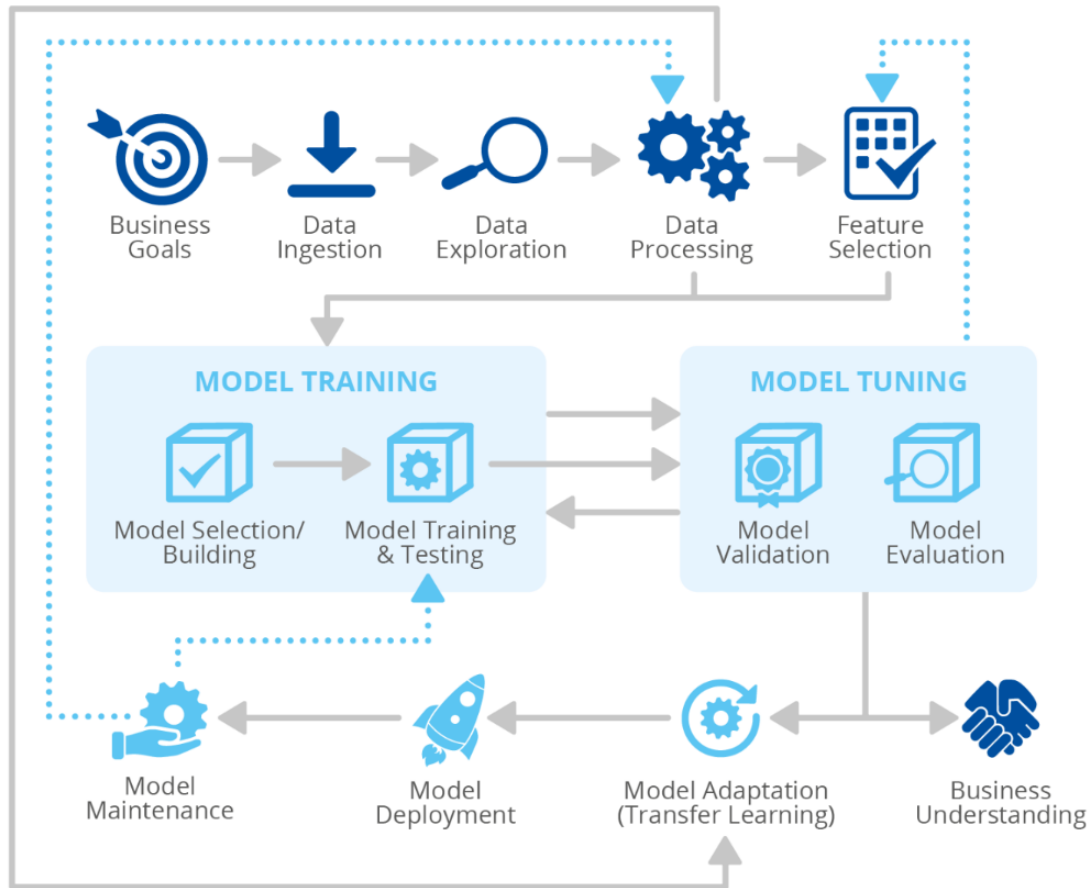 Business
Goals
Data
Ingestion
Data
Exploration
Data
Processing
Feature
Selection
MODEL TRAINING
Model Selection/
Building
Model Training
& Testing
MODEL TUNING
Model
Validation
Model
Evaluation
Model
Maintenance
Model
Deployment
Model Adaptation
(Transfer Learning)
Business
Understanding